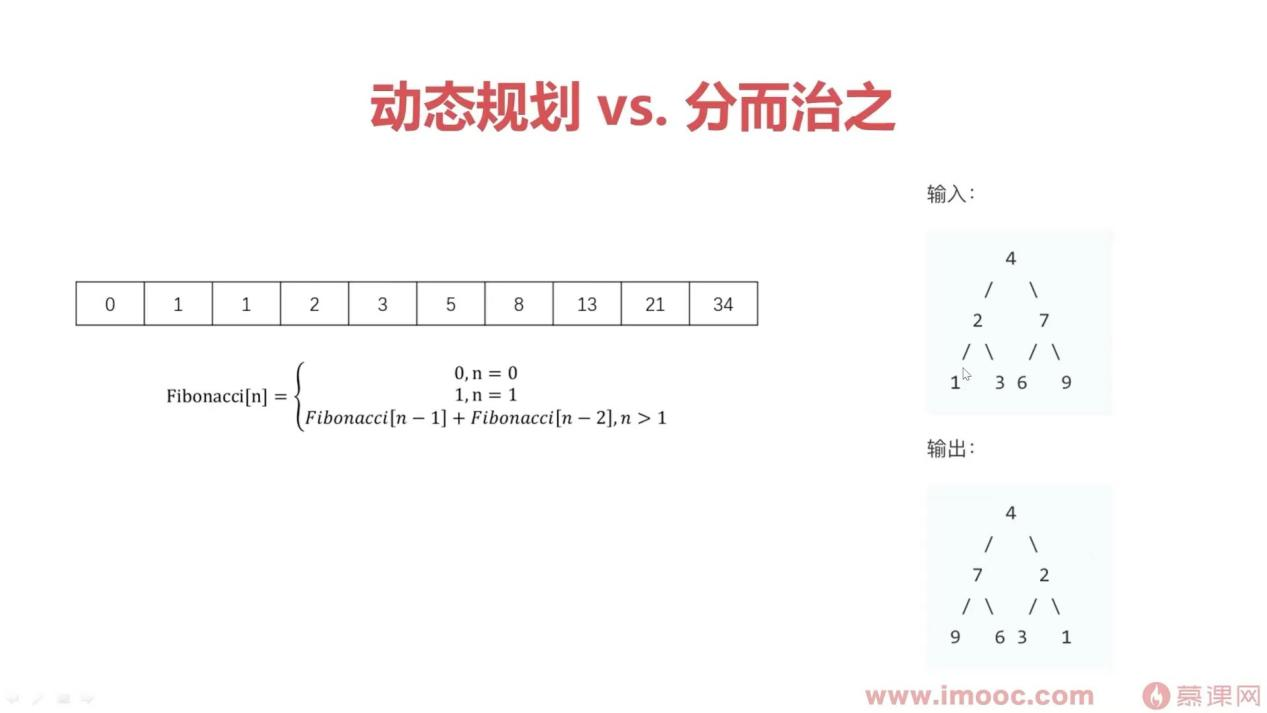 动态规划 vs. 分而治之
0 1 1 2 3 5 8 13 21 34
Fibonacci[n] =
0, n = 0
1, n = 1
Fibonacci[n − 1] + Fibonacci[n − 2], n > 1
输入：
4
/ \
2 7
/ \ / \
1 3 6 9
输出：
4
/ \
7 2
/ \ / \
9 6 3 1
www.imooc.com 慕课网